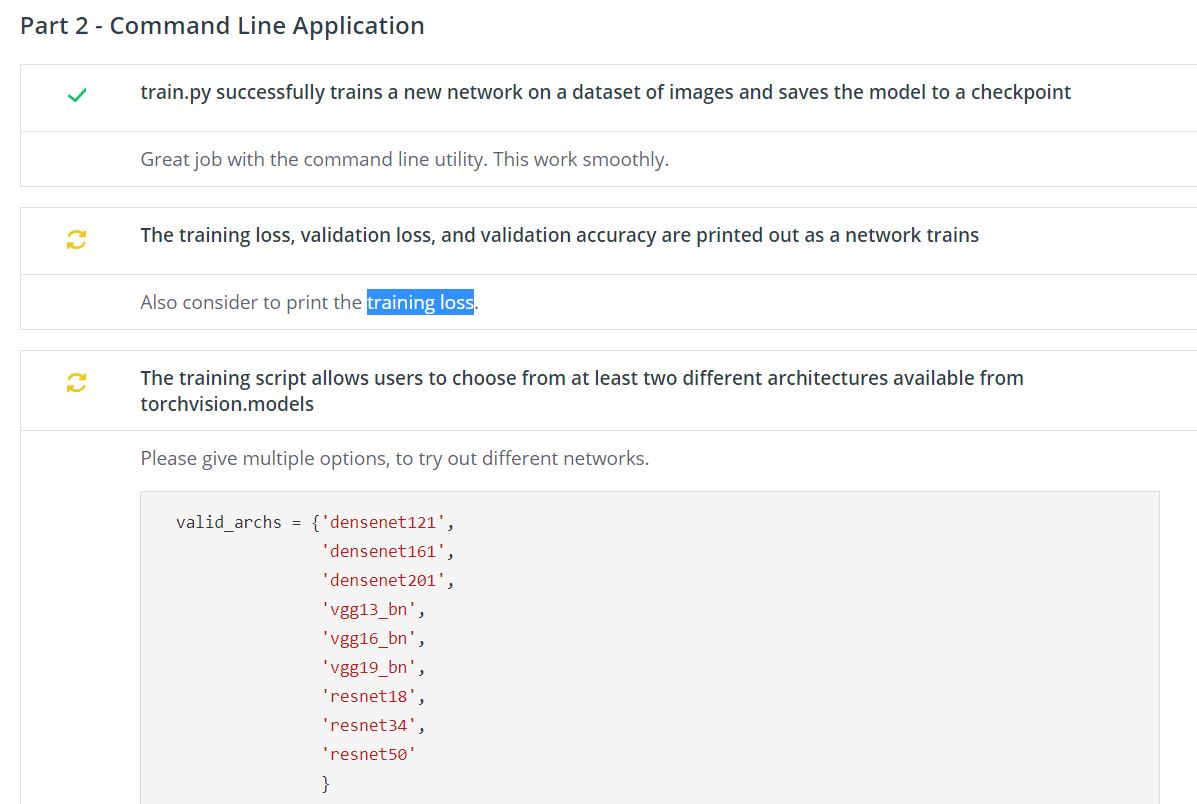 Part 2 - Command Line Application
train.py successfully trains a new network on a dataset of images and saves the model to a checkpoint
Great job with the command line utility. This work smoothly.
The training loss, validation loss, and validation accuracy are printed out as a network trains
Also consider to print the training loss.
The training script allows users to choose from at least two different architectures available from
torchvision.models
Please give multiple options, to try out different networks.
valid_archs = {'densenet121',
'densenet161',
'densenet201',
'vgg13_bn',
'vgg16_bn',
'vgg19_bn',
'resnet18',
'resnet34',
'resnet50'
}